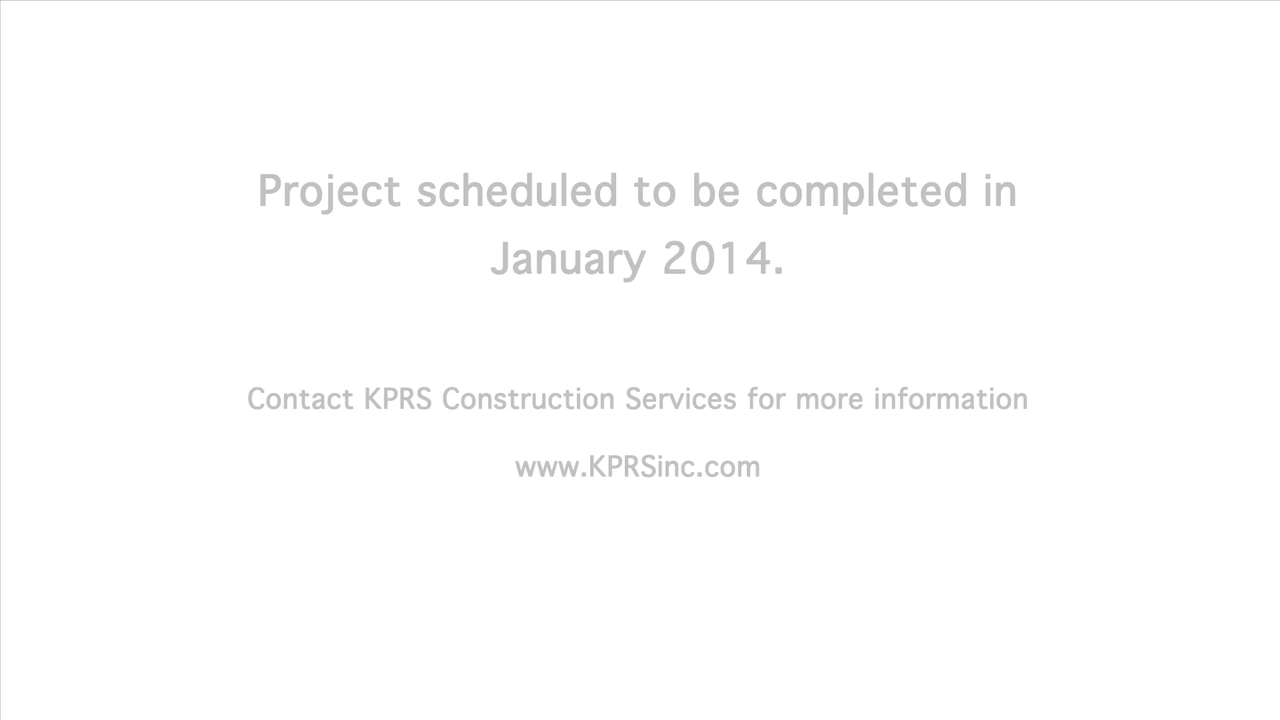 Project scheduled to be completed in
January 2014.
Contact KPRS Construction Services for more information
www.KPRSinc.com